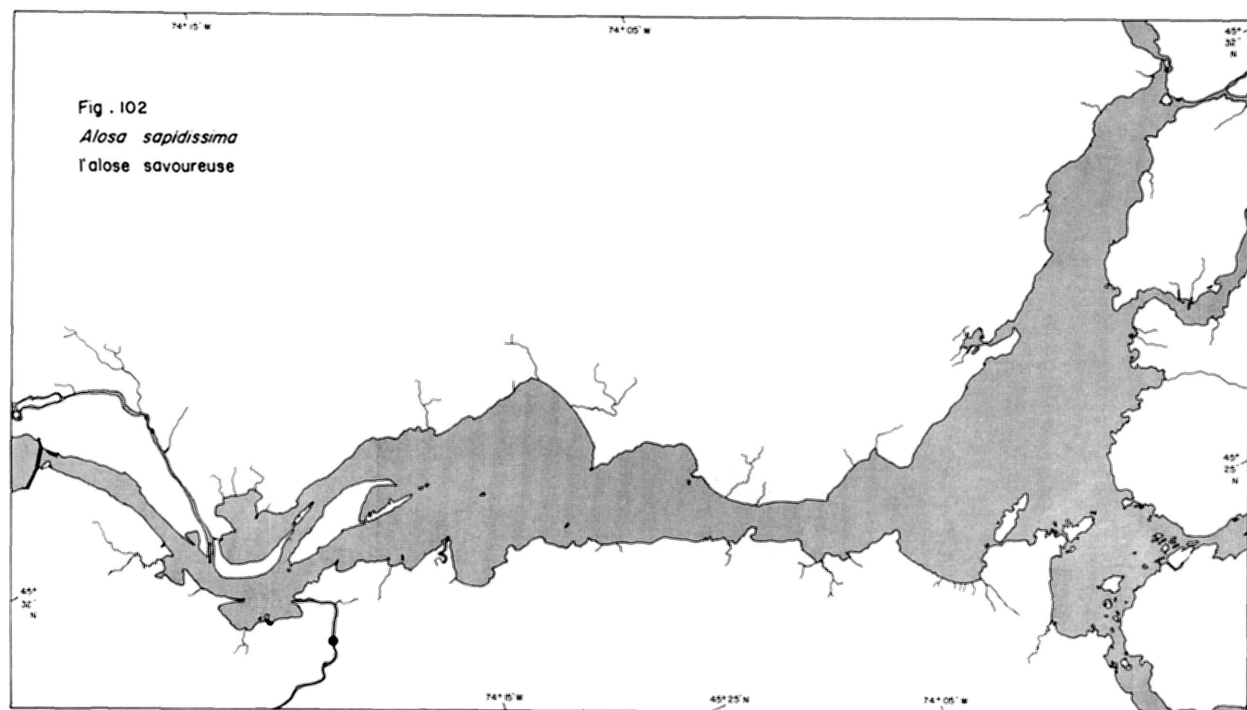 74° 15' W
74° 05' W
45°
32'
N
Fig. 102
Alosa sapidissima
l'alose savoureuse
45°
25'
N
45°
32'
N
74° 15' W
45° 25' N
74° 05' W